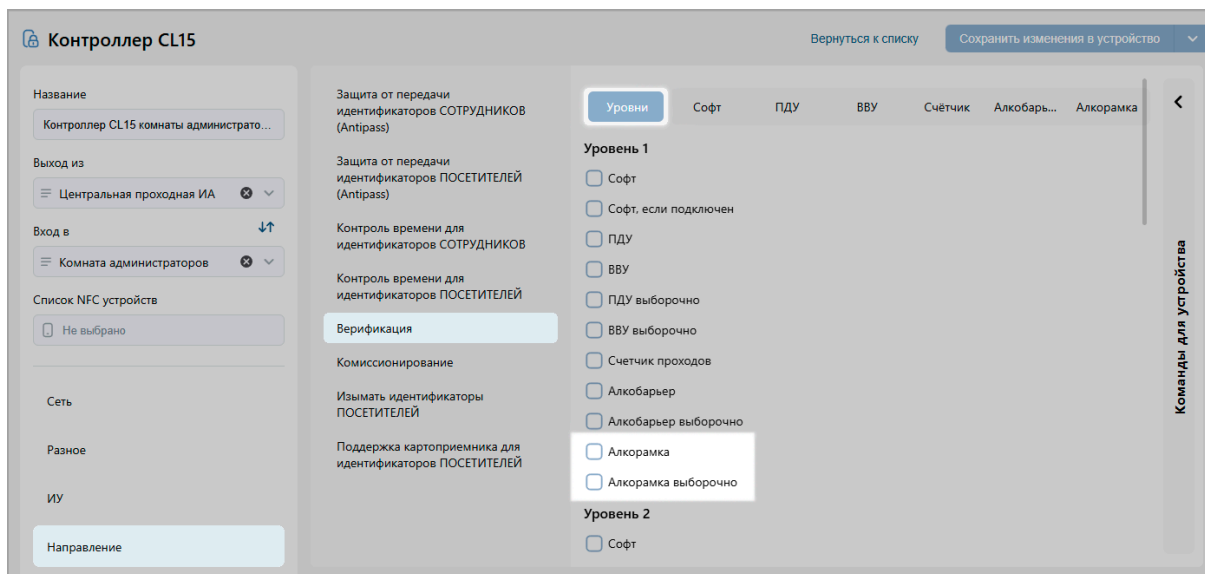 Контроллер CL15
Вернуться к списку
Сохранить изменения в устройство
Название
Контроллер CL15 комнаты администрато...
Выход из
Центральная проходная ИА
Вход в
Комната администраторов
Список NFC устройств
Не выбрано
Сеть
Разное
ИУ
Направление
Защита от передачи
идентификаторов СОТРУДНИКОВ
(Antipass)
Защита от передачи
идентификаторов ПОСЕТИТЕЛЕЙ
(Antipass)
Контроль времени для
идентификаторов СОТРУДНИКОВ
Контроль времени для
идентификаторов ПОСЕТИТЕЛЕЙ
Верификация
Комиссионирование
Изымать идентификаторы
ПОСЕТИТЕЛЕЙ
Поддержка картоприемника для
идентификаторов ПОСЕТИТЕЛЕЙ
Уровни Софт ПДУ ВВУ Счётчик Алкобарь... Алкорамка
Уровень 1
Софт
Софт, если подключен
ПДУ
ВВУ
ПДУ выборочно
ВВУ выборочно
Счетчик проходов
Алкобарьер
Алкобарьер выборочно
Алкорамка
Алкорамка выборочно
Уровень 2
Софт
Команды для устройства